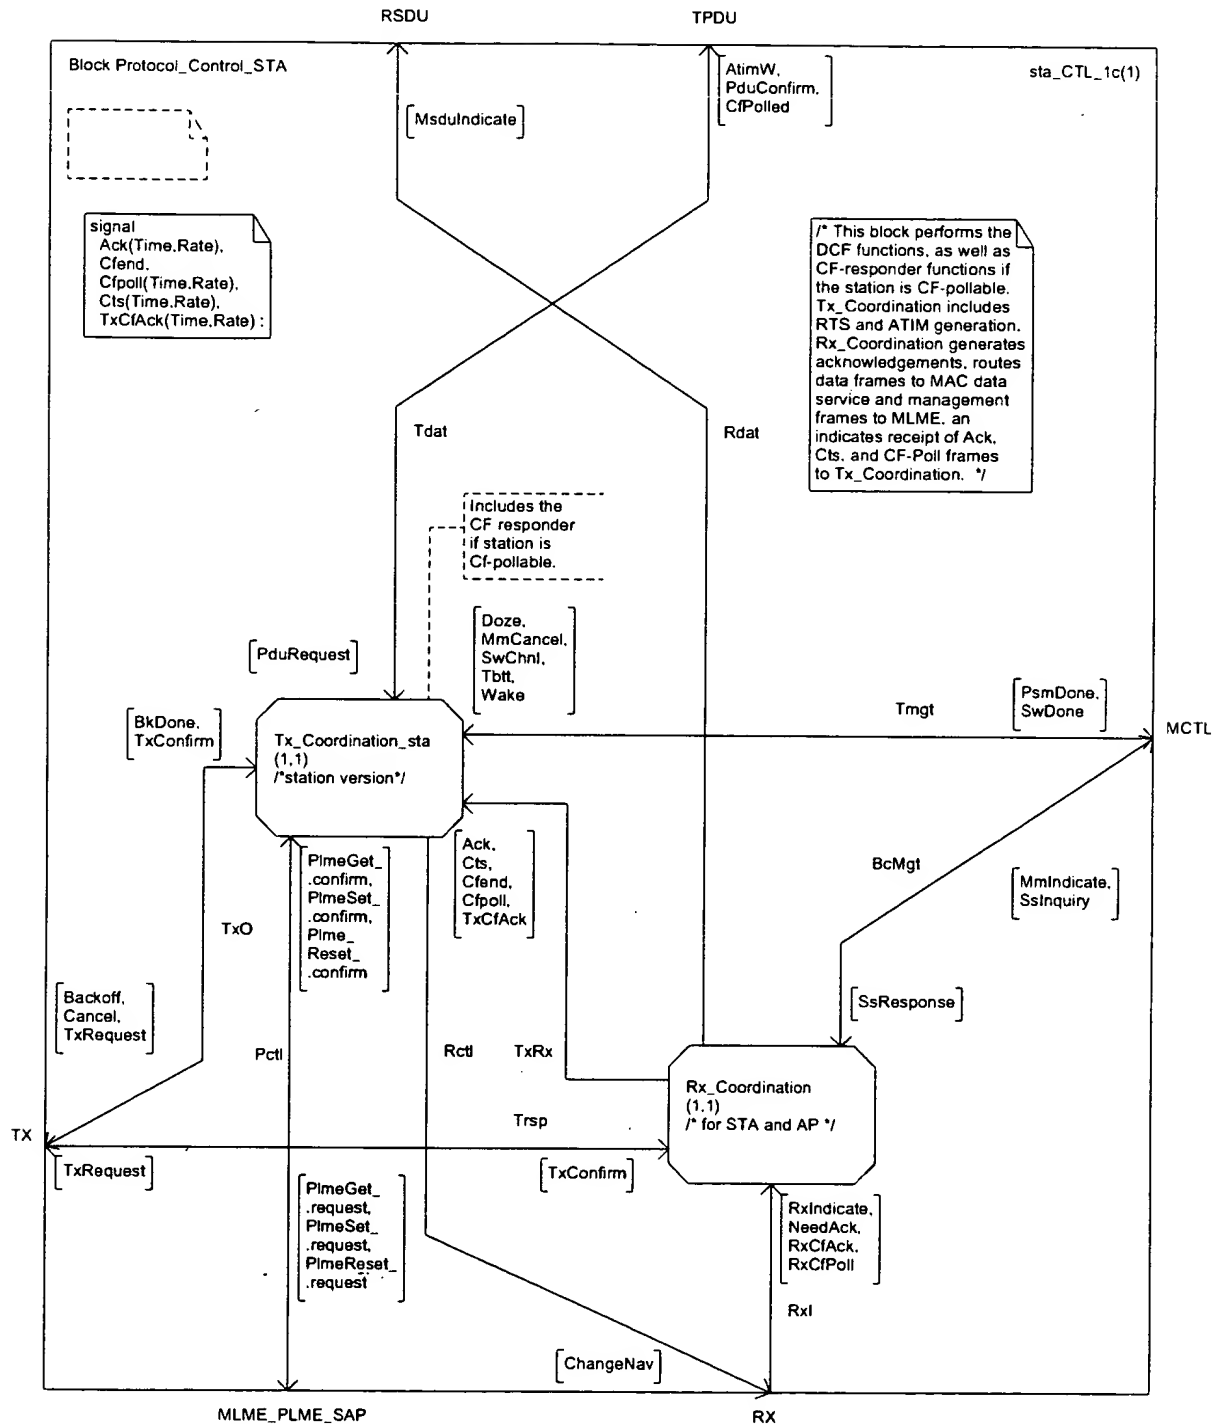 RSDU
TPDU
Block Protocol_Control_STA
sta_CTL_1c(1)
AtimW,
PduConfirm,
CfPolled
MsduIndicate
signal
Ack(Time,Rate),
Cfend,
Cfpoll(Time,Rate),
Cts(Time,Rate),
TxCfAck(Time,Rate) ;
/* This block performs the
DCF functions, as well as
CF-responder functions if
the station is CF-pollable.
Tx_Coordination includes
RTS and ATIM generation.
Rx_Coordination generates
acknowledgements, routes
data frames to MAC data
service and management
frames to MLME, an
indicates receipt of Ack,
Cts, and CF-Poll frames
to Tx_Coordination. */
Tdat
Rdat
Includes the
CF responder
if station is
Cf-pollable.
Doze,
MmCancel,
SwChnl,
Tbtt,
Wake
PduRequest
Tmgt
PsmDone,
SwDone
MCTL
BkDone,
TxConfirm
Tx_Coordination_sta
(1,1)
/*station version*/
PlmeGet_
.confirm,
PlmeSet_
.confirm,
Plme_
Reset_
.confirm
Ack,
Cts,
Cfend,
Cfpoll,
TxCfAck
BcMgt
MmIndicate,
SsInquiry
TxO
Backoff,
Cancel,
TxRequest
SsResponse
Pctl
Rctl
TxRx
Rx_Coordination
(1,1)
/* for STA and AP */
TX
Trsp
TxRequest
TxConfirm
PlmeGet_
.request,
PlmeSet_
.request,
PlmeReset_
.request
RxIndicate,
NeedAck,
RxCfAck,
RxCfPoll
RxI
ChangeNav
MLME_PLME_SAP
RX